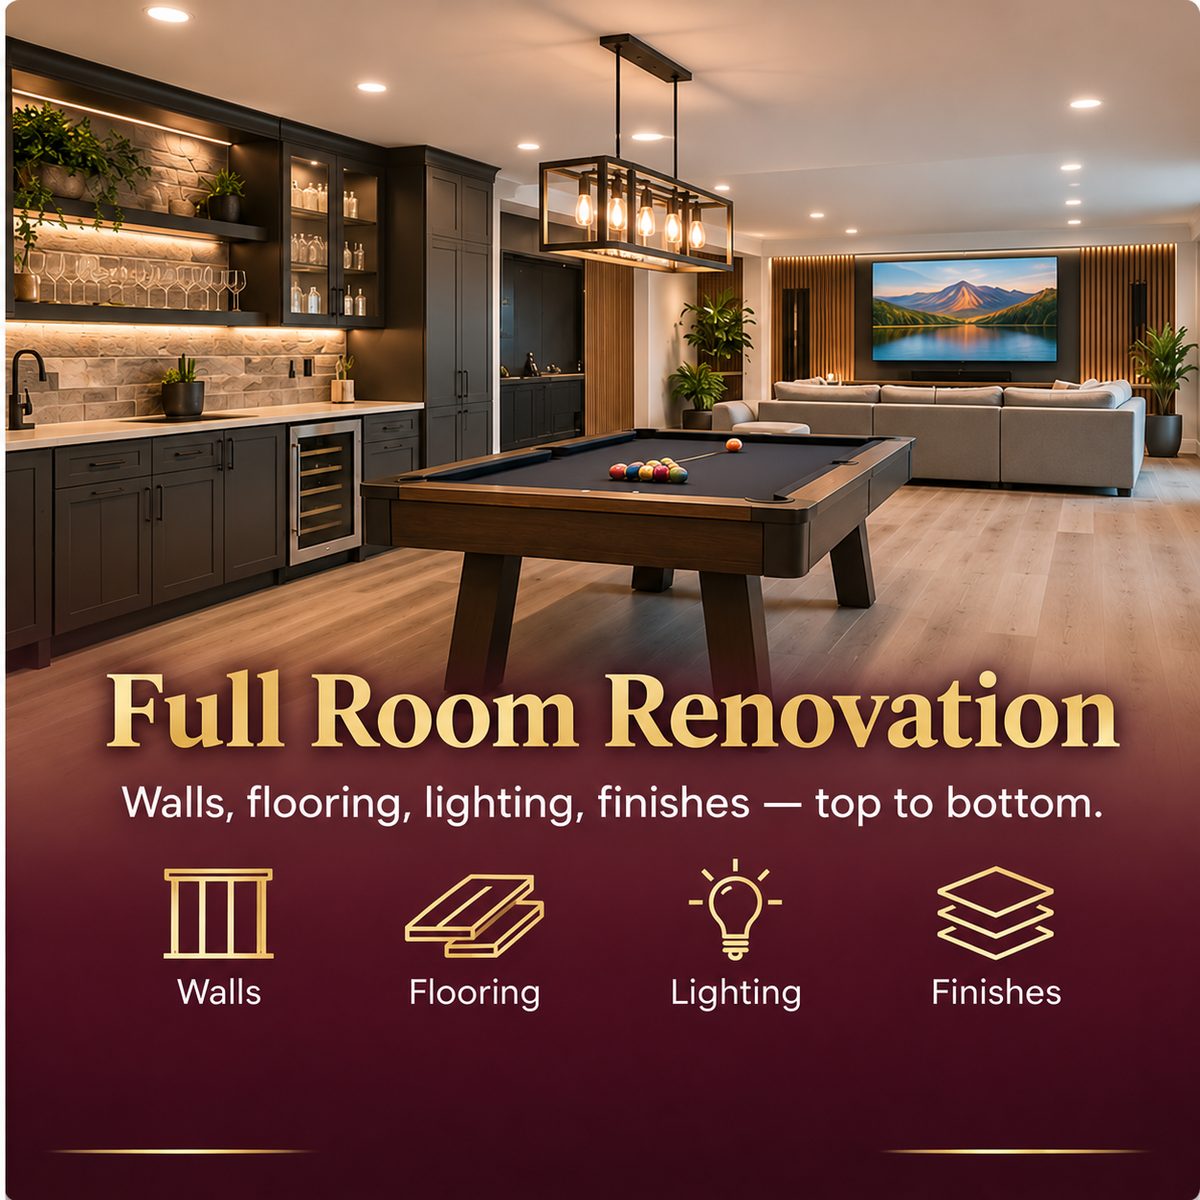 Full Room Renovation
Walls, flooring, lighting, finishes — top to bottom.
Walls
Flooring
Lighting
Finishes